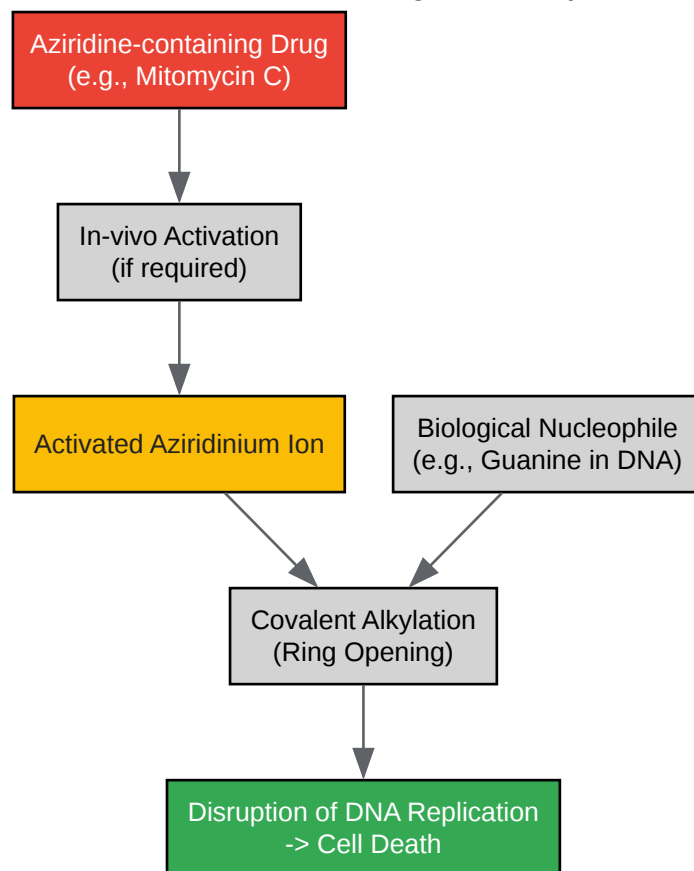 Aziridine-containing Drug
(e.g., Mitomycin C)
In-vivo Activation
(if required)
Activated Aziridinium Ion
Biological Nucleophile
(e.g., Guanine in DNA)
Covalent Alkylation
(Ring Opening)
Disruption of DNA Replication
-> Cell Death